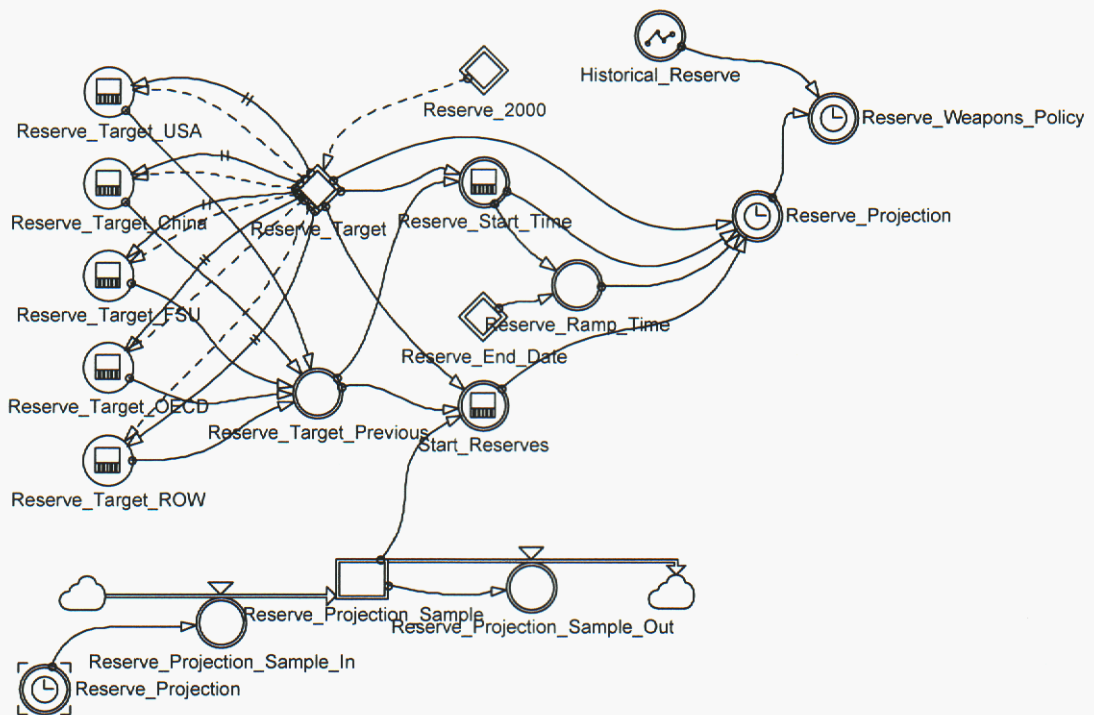 Historical_Reserve
Reserve_2000
Reserve_Weapons_Policy
Reserve_Target_USA
Reserve_Target_China
Reserve_Target
Reserve_Start_Time
Reserve_Projection
Reserve_Target_FSU
Reserve_Ramp_Time
Reserve_End_Date
Reserve_Target_OECD
Reserve_Target_Previous
Start_Reserves
Reserve_Target_ROW
Reserve_Projection_Sample
Reserve_Projection_Sample_Out
Reserve_Projection_Sample_In
Reserve_Projection